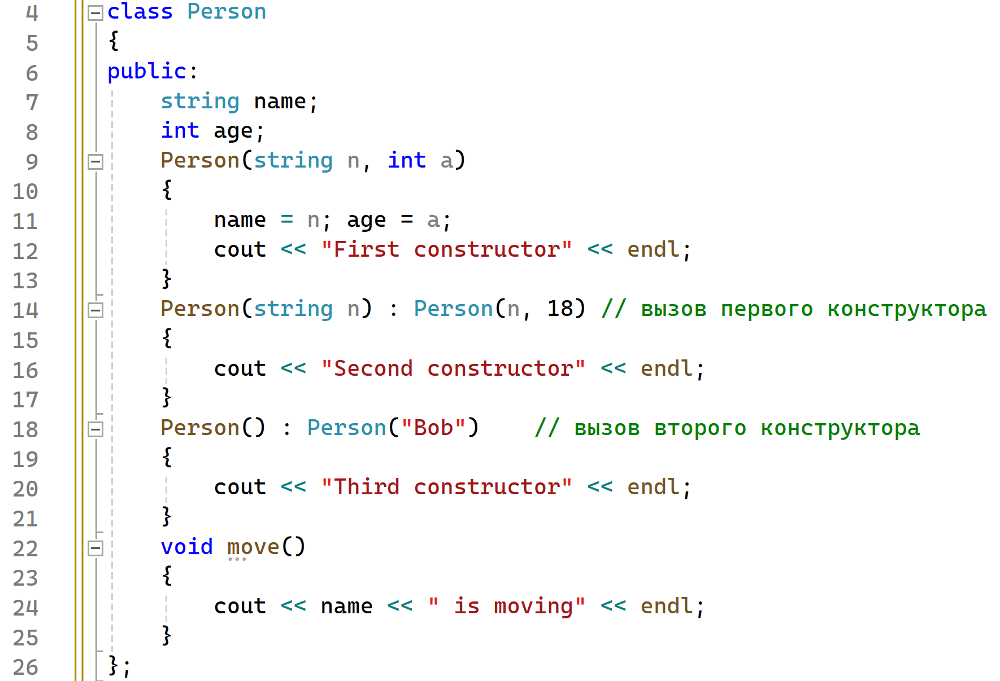 4 class Person
5 {
6 public:
7     string name;
8     int age;
9     Person(string n, int a)
10     {
11         name = n; age = a;
12         cout << "First constructor" << endl;
13     }
14     Person(string n) : Person(n, 18) // вызов первого конструктора
15     {
16         cout << "Second constructor" << endl;
17     }
18     Person() : Person("Bob")    // вызов второго конструктора
19     {
20         cout << "Third constructor" << endl;
21     }
22     void move()
23     {
24         cout << name << " is moving" << endl;
25     }
26 };